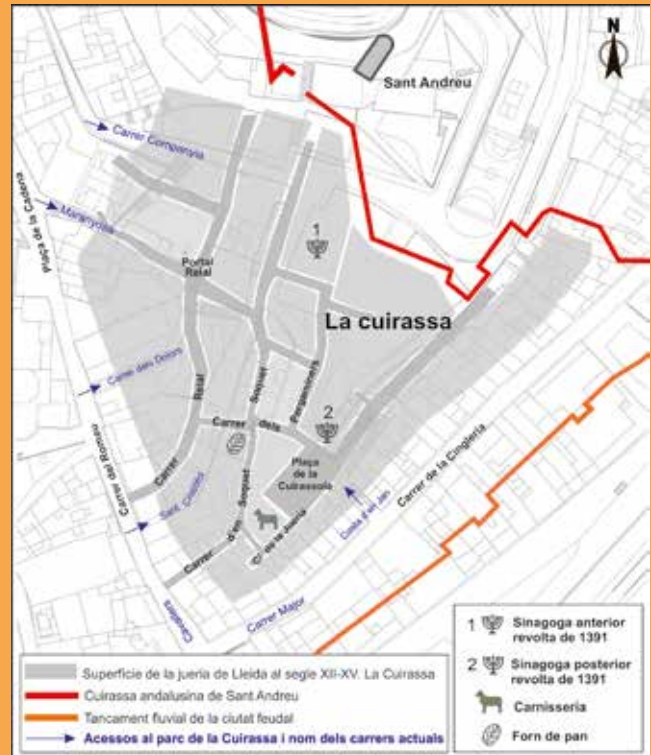 N
Sant Andreu
Carrer Companyia
Maranyosa
Plaça de la Cadena
Portal
Reial
1
La cuirassa
Carrer deu Dolors
Reial
Carrer
Soquet
Pergaminers
Carrer dels
2
Plaça
de la
Cuirassola
Carrer de la Cingleria
Costa d'en Jan
Carrer del Romeu
Sant Cristòfol
Carrer d'en Soquet
C/ de la Jueria
Cavallers
Carrer Major
1 Sinagoga anterior
revolta de 1391
2 Sinagoga posterior
revolta de 1391
Carnisseria
Forn de pan
Superfície de la jueria de Lleida al segle XII-XV. La Cuirassa
Cuirassa andalusina de Sant Andreu
Tancament fluvial de la ciutat feudal
Accessos al parc de la Cuirassa i nom dels carrers actuals